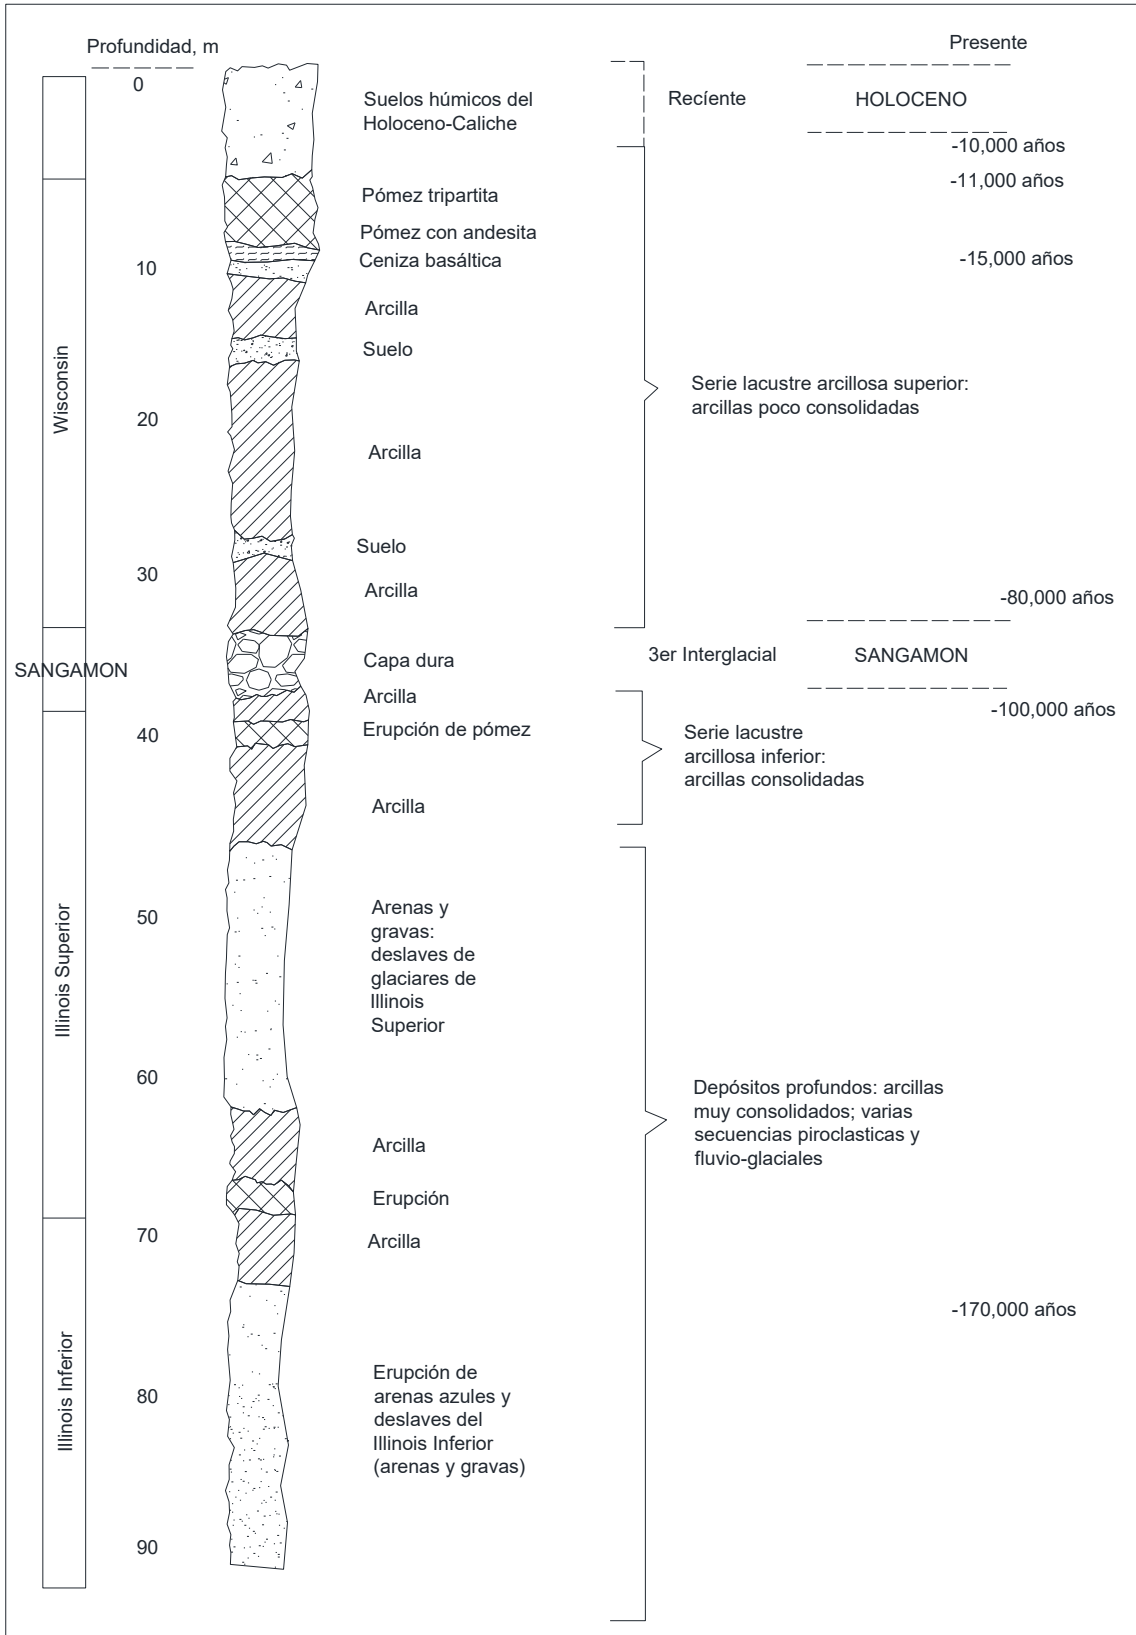 Profundidad, m
Presente
0
Suelos húmicos del
Holoceno-Caliche
Recíente
HOLOCENO
-10,000 años
-11,000 años
Pómez tripartita
Pómez con andesita
Ceniza basáltica
-15,000 años
10
Arcilla
Suelo
Wisconsin
Serie lacustre arcillosa superior:
arcillas poco consolidadas
20
Arcilla
Suelo
30
Arcilla
-80,000 años
SANGAMON
Capa dura
3er Interglacial
SANGAMON
Arcilla
-100,000 años
40
Erupción de pómez
Serie lacustre
arcillosa inferior:
arcillas consolidadas
Arcilla
50
Arenas y
gravas:
deslaves de
glaciares de
Illinois
Superior
Illinois Superior
60
Depósitos profundos: arcillas
muy consolidados; varias
secuencias piroclasticas y
fluvio-glaciales
Arcilla
Erupción
70
Arcilla
-170,000 años
Illinois Inferior
80
Erupción de
arenas azules y
deslaves del
Illinois Inferior
(arenas y gravas)
90